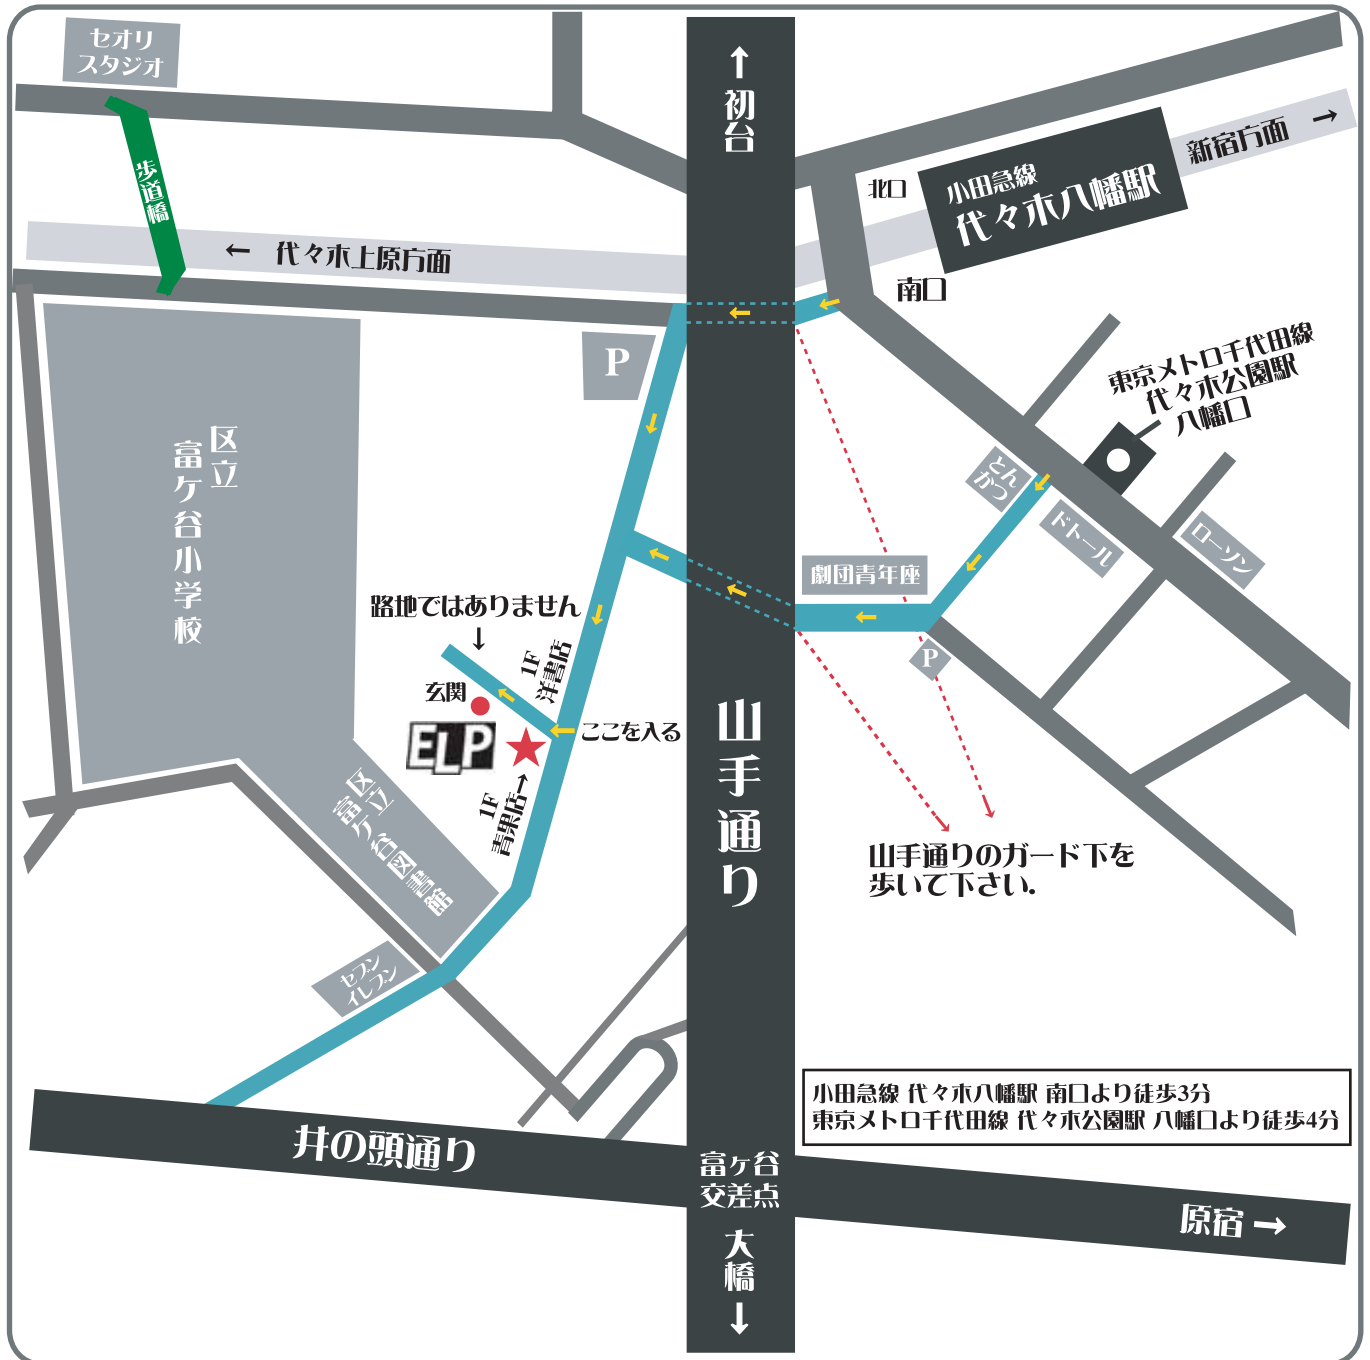 セオリ
スタジオ
歩道橋
↑
初台
北口
小田急線
代々木八幡駅
新宿方面 →
← 代々木上原方面
南口
P
東京メトロ千代田線
代々木公園駅
八幡口
とん
かつ
ドトール
ローソン
劇団青年座
P
区立
富ケ谷小学校
路地ではありません
↓
1F
洋書店
玄関
ELP
ここを入る
1F
青果店→
山手通り
山手通りのガード下を
歩いて下さい.
区立
富ケ谷図書館
セブン
イレブン
小田急線 代々木八幡駅 南口より徒歩3分
東京メトロ千代田線 代々木公園駅 八幡口より徒歩4分
井の頭通り
富ヶ谷
交差点
原宿→
大橋
↓